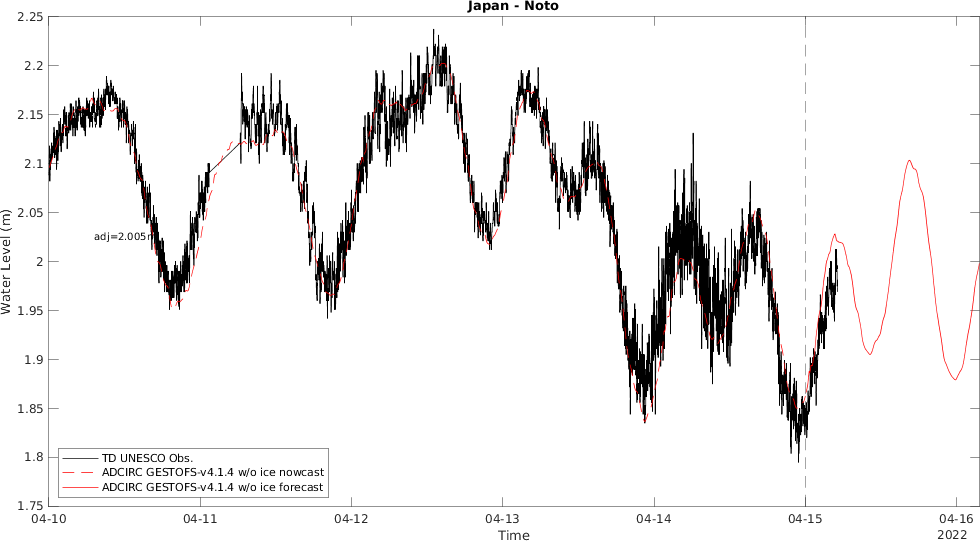 Japan - Noto
2.25
2.2
2.15
2.1
2.05
2
1.95
1.9
1.85
1.8
1.75
Water Level (m)
adj=2.005
TD UNESCO Obs.
ADCIRC GESTOFS-v4.1.4 w/o ice nowcast
ADCIRC GESTOFS-v4.1.4 w/o ice forecast
04-10 04-11 04-12 04-13 04-14 04-15 04-16
Time 2022